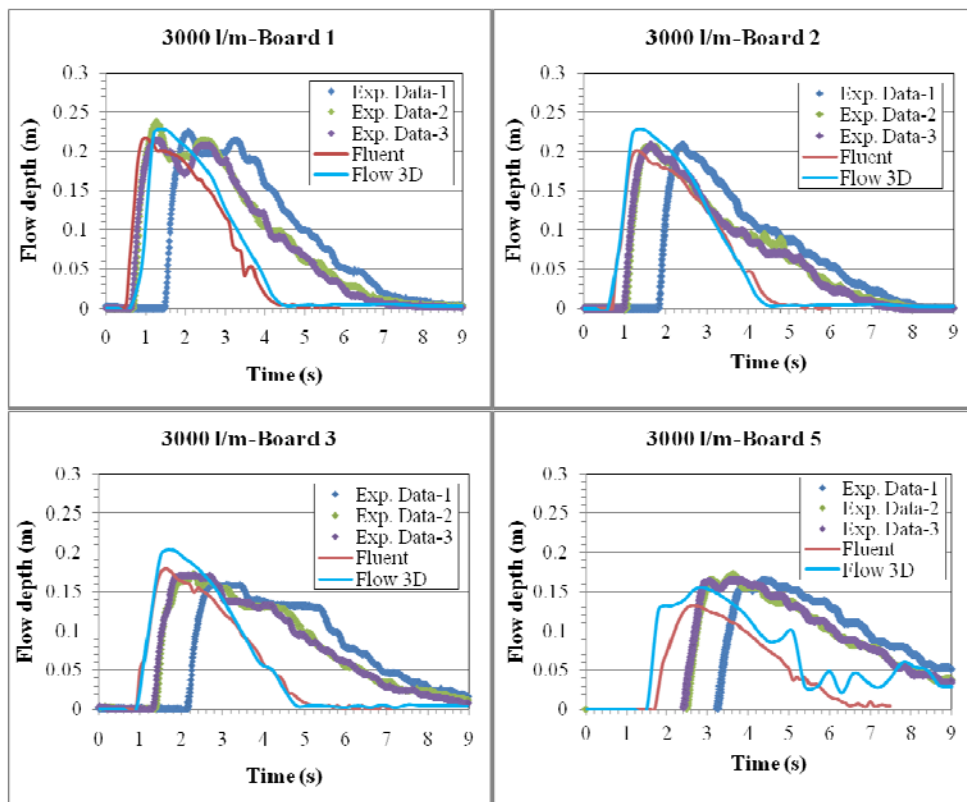 3000 l/m-Board 1
0.3
0.25
0.2
0.15
0.1
0.05
0
Flow depth (m)
Exp. Data-1
Exp. Data-2
Exp. Data-3
Fluent
Flow 3D
0 1 2 3 4 5 6 7 8 9
Time (s)
3000 l/m-Board 2
0.3
0.25
0.2
0.15
0.1
0.05
0
Flow depth (m)
Exp. Data-1
Exp. Data-2
Exp. Data-3
Fluent
Flow 3D
0 1 2 3 4 5 6 7 8 9
Time (s)
3000 l/m-Board 3
0.3
0.25
0.2
0.15
0.1
0.05
0
Flow depth (m)
Exp. Data-1
Exp. Data-2
Exp. Data-3
Fluent
Flow 3D
0 1 2 3 4 5 6 7 8 9
Time (s)
3000 l/m-Board 5
0.3
0.25
0.2
0.15
0.1
0.05
0
Flow depth (m)
Exp. Data-1
Exp. Data-2
Exp. Data-3
Fluent
Flow 3D
0 1 2 3 4 5 6 7 8 9
Time (s)